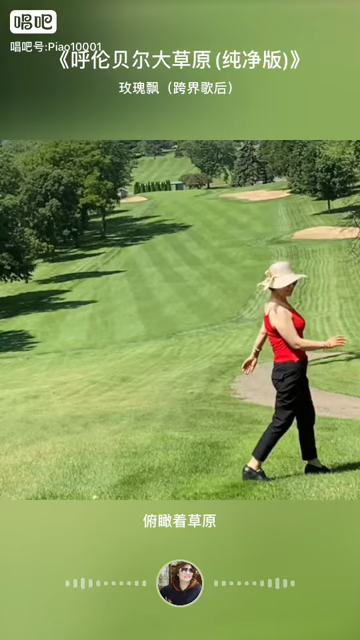 唱吧
唱吧号:Piao10001
《呼伦贝尔大草原(纯净版)》
玫瑰飘（跨界歌后）
俯瞰着草原